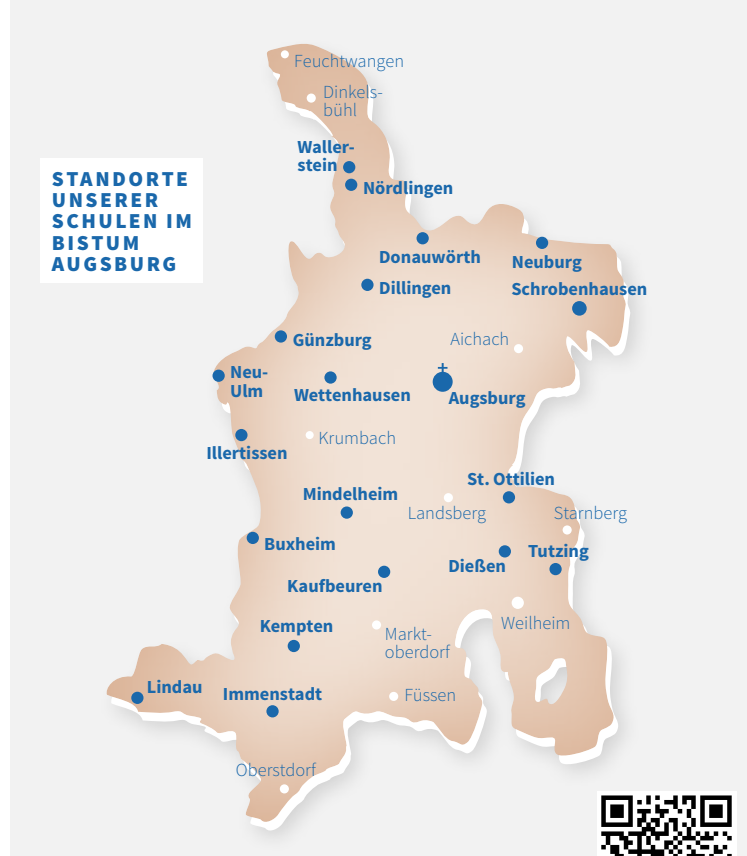 Feuchtwangen
Dinkels-
bühl
Waller-
stein
Nördlingen
STANDORTE
UNSERER
SCHULEN IM
BISTUM
AUGSBURG
Donauwörth
Neuburg
Dillingen
Schrobenhausen
Günzburg
Aichach
Neu-
Ulm
Wettenhausen
Augsburg
Krumbach
Illertissen
St. Ottilien
Mindelheim
Landsberg
Starnberg
Buxheim
Dießen
Tutzing
Kaufbeuren
Kempten
Weilheim
Markt-
oberdorf
Lindau
Immenstadt
Füssen
Oberstdorf